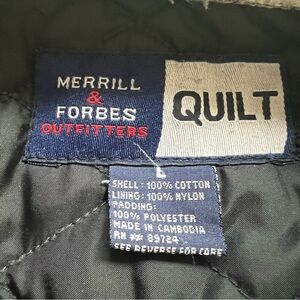 MERRILL
&
FORBES
OUTFITTERS
QUILT
SHELL: 100% COTTON
LINING: 100% NYLON
PADDING:
100% POLYESTER
MADE IN CAMBODIA
RN ## 89724
SEE REVERSE FOR CARE